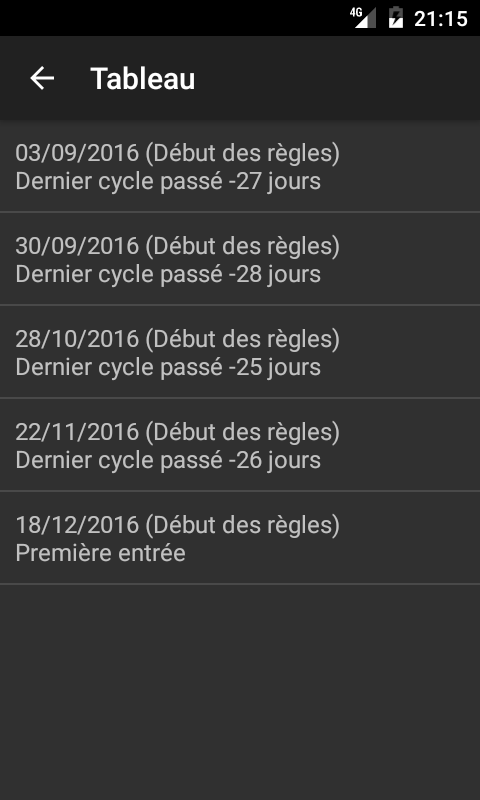 4G 21:15
Tableau
03/09/2016 (Début des règles)
Dernier cycle passé -27 jours
30/09/2016 (Début des règles)
Dernier cycle passé -28 jours
28/10/2016 (Début des règles)
Dernier cycle passé -25 jours
22/11/2016 (Début des règles)
Dernier cycle passé -26 jours
18/12/2016 (Début des règles)
Première entrée